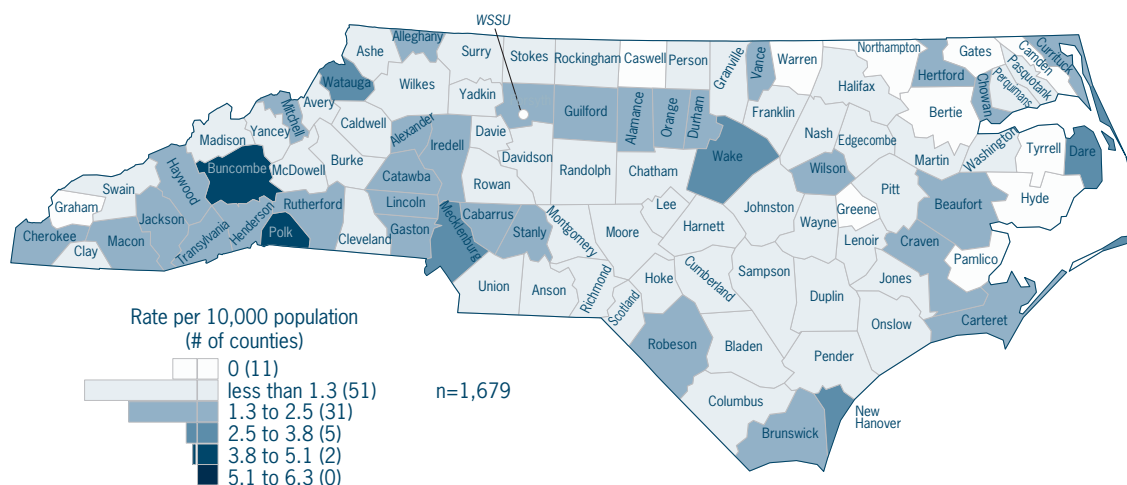 WSSU
Alleghany
Ashe
Surry
Stokes
Rockingham
Caswell
Person
Granville
Vance
Warren
Northampton
Gates
Camden
Currituck
Pasquotank
Perquimans
Hertford
Chowan
Halifax
Bertie
Watauga
Wilkes
Yadkin
Guilford
Alamance
Orange
Durham
Franklin
Mitchell
Avery
Caldwell
Alexander
Iredell
Davie
Nash
Edgecombe
Madison
Yancey
Burke
Davidson
Wake
Martin
Washington
Tyrrell
Dare
Buncombe
McDowell
Catawba
Rowan
Randolph
Chatham
Wilson
Pitt
Beaufort
Hyde
Haywood
Swain
Graham
Jackson
Rutherford
Lincoln
Cabarrus
Stanly
Montgomery
Moore
Lee
Harnett
Johnston
Wayne
Greene
Lenoir
Craven
Pamlico
Cherokee
Macon
Clay
Transylvania
Henderson
Polk
Cleveland
Gaston
Mecklenburg
Union
Anson
Richmond
Scotland
Hoke
Cumberland
Sampson
Duplin
Jones
Onslow
Carteret
Robeson
Bladen
Pender
Columbus
Brunswick
New
Hanover
Rate per 10,000 population
(# of counties)
0 (11)
less than 1.3 (51)
1.3 to 2.5 (31)
2.5 to 3.8 (5)
3.8 to 5.1 (2)
5.1 to 6.3 (0)
n=1,679